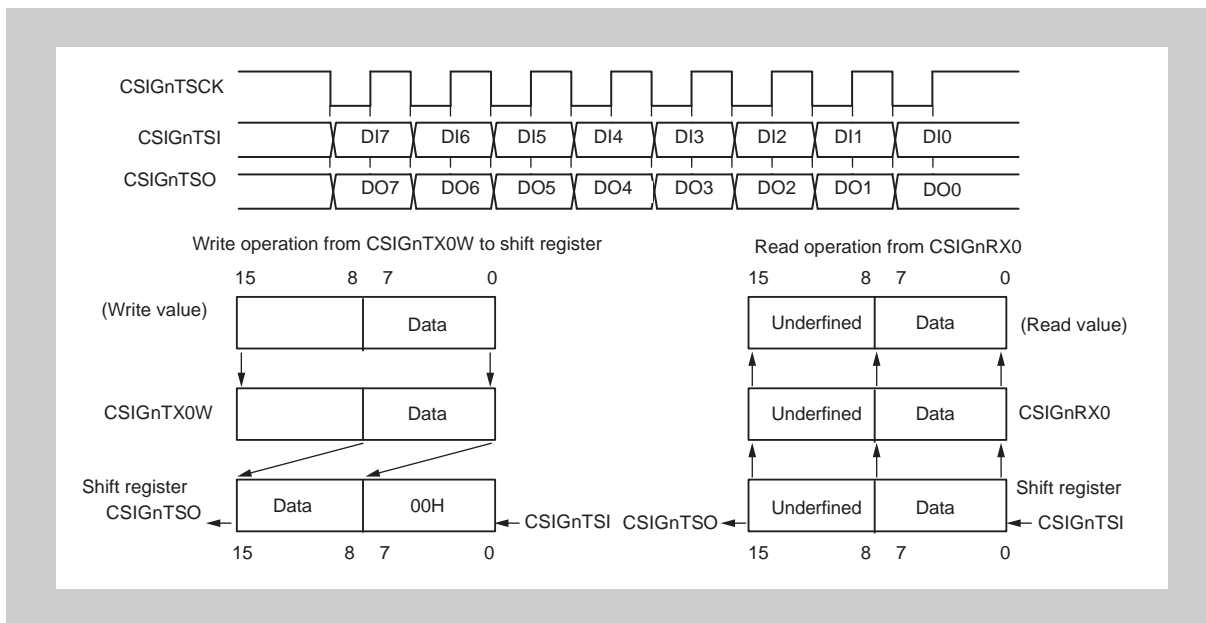 CSIGnTSCK
CSIGnTSI DI7 DI6 DI5 DI4 DI3 DI2 DI1 DI0
CSIGnTSO DO7 DO6 DO5 DO4 DO3 DO2 DO1 DO0
Write operation from CSIGnTX0W to shift register
15 8 7 0
(Write value) Data
CSIGnTX0W Data
Shift register
CSIGnTSO Data 00H CSIGnTSI
15 8 7 0
Read operation from CSIGnRX0
15 8 7 0
Underfined Data (Read value)
Underfined Data CSIGnRX0
Shift register
CSIGnTSO Underfined Data CSIGnTSI
15 8 7 0